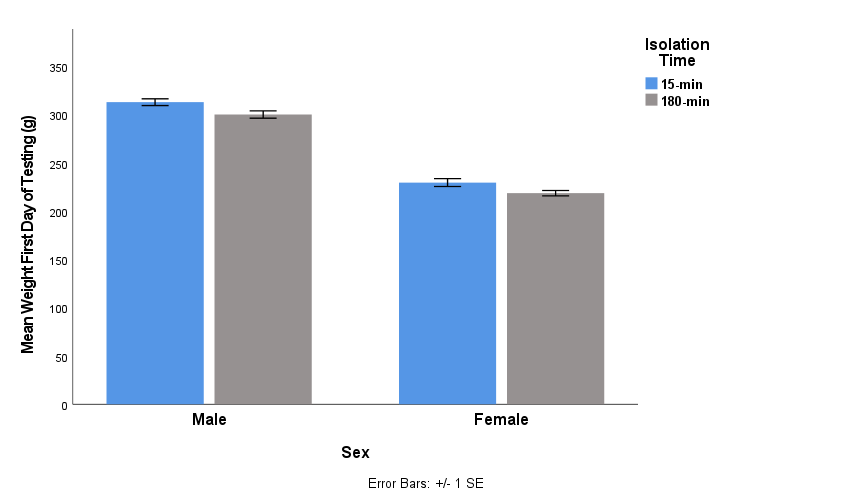 Isolation
Time
15-min
180-min
Mean Weight First Day of Testing (g)
350
300
250
200
150
100
50
0
Male
Female
Sex
Error Bars: +/- 1 SE